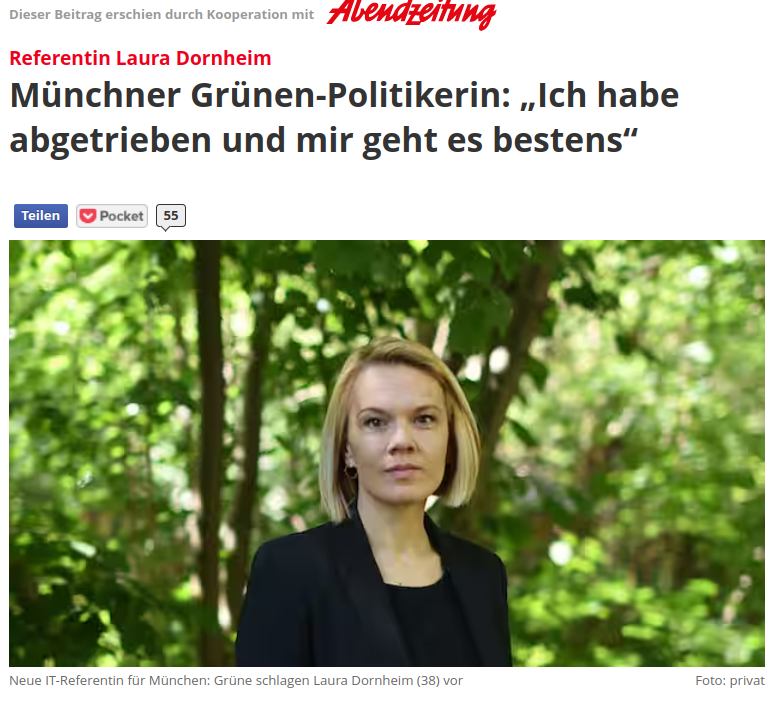 Dieser Beitrag erschien durch Kooperation mit Abendzeitung
Referentin Laura Dornheim
Münchner Grünen-Politikerin: „Ich habe
abgetrieben und mir geht es bestens“
Teilen Pocket 55
Neue IT-Referentin für München: Grüne schlagen Laura Dornheim (38) vor Foto: privat